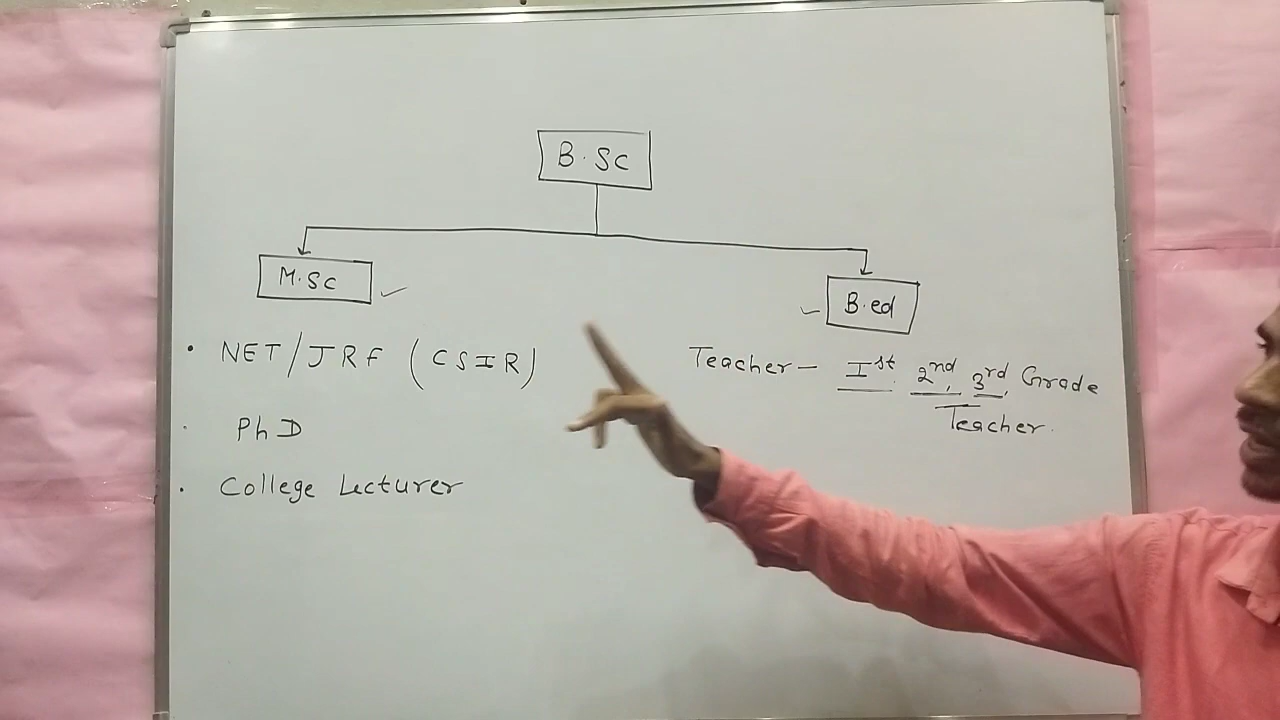 B.Sc
M.Sc
B.ed
NET/JRF (CSIR)
PhD
College Lecturer
Teacher- Ist 2nd, 3rd, Grade
Teacher.